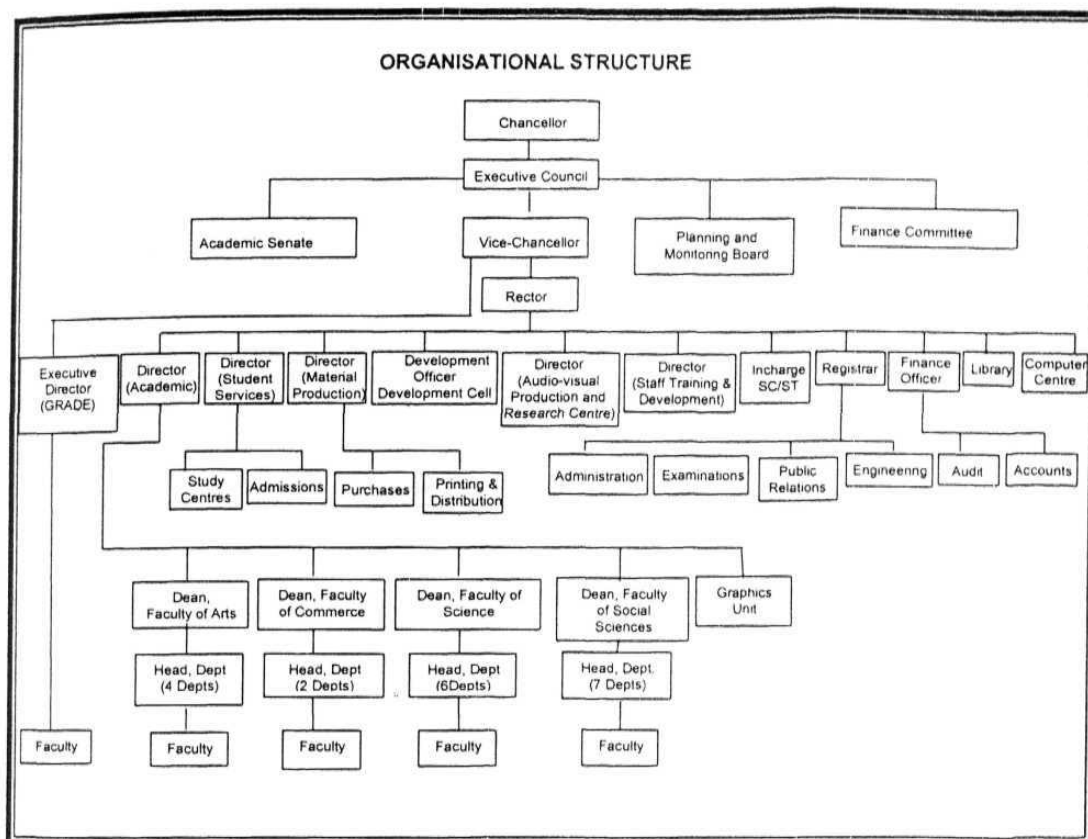 ORGANISATIONAL STRUCTURE
Chancellor
Executive Council
Academic Senate
Vice-Chancellor
Planning and
Monitoring Board
Finance Committee
Rector
Executive
Director
(GRADE)
Director
(Academic)
Director
(Student
Services)
Director
(Material
Production)
Development
Officer
Development Cell
Director
(Audio-visual
Production and
Research Centre)
Director
(Staff Training &
Development)
Incharge
SC/ST
Registrar
Finance
Officer
Library
Computer
Centre
Study
Centres
Admissions
Purchases
Printing &
Distribution
Administration
Examinations
Public
Relations
Engineering
Audit
Accounts
Dean,
Faculty of Arts
Dean, Faculty
of Commerce
Dean, Faculty of
Science
Dean, Faculty
of Social
Sciences
Graphics
Unit
Head, Dept
(4 Depts)
Head, Dept
(2 Depts)
Head, Dept
(6Depts)
Head, Dept.
(7 Depts)
Faculty
Faculty
Faculty
Faculty
Faculty